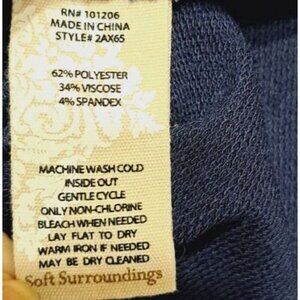 RN# 101206
MADE IN CHINA
STYLE# 2AX65
62% POLYESTER
34% VISCOSE
4% SPANDEX
MACHINE WASH COLD
INSIDE OUT
GENTLE CYCLE
ONLY NON-CHLORINE
BLEACH WHEN NEEDED
LAY FLAT TO DRY
WARM IRON IF NEEDED
MAY BE DRY CLEANED
Soft Surroundings